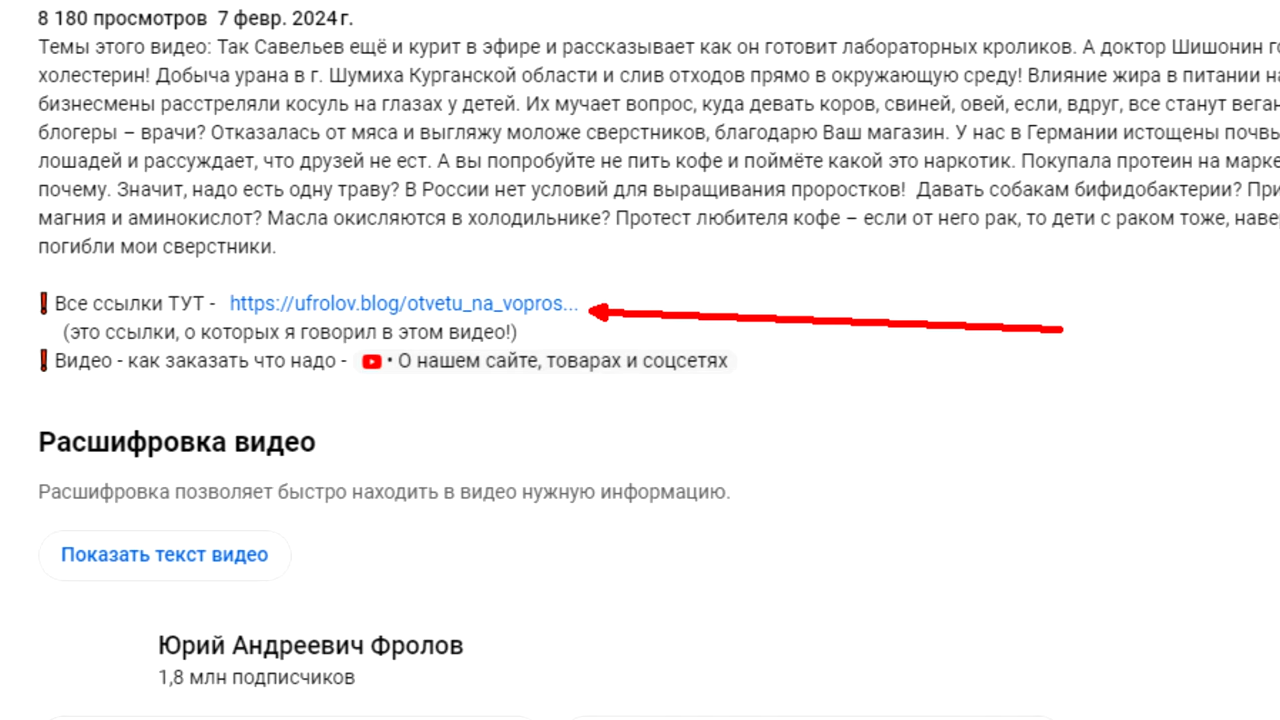 8 180 просмотров 7 февр. 2024 г.
Темы этого видео: Так Савельев ещё и курит в эфире и рассказывает как он готовит лабораторных кроликов. А доктор Шишонин
холестерин! Добыча урана в г. Шумиха Курганской области и слив отходов прямо в окружающую среду! Влияние жира в питании
бизнесмены расстреляли косуль на глазах у детей. Их мучает вопрос, куда девать коров, свиней, овей, если, вдруг, все станут
блогеры – врачи? Отказалась от мяса и выгляжу моложе сверстников, благодарю Ваш магазин. У нас в Германии истощены почвы
лошадей и рассуждает, что друзей не ест. А вы попробуйте не пить кофе и поймёте какой это наркотик. Покупала протеин на
почему. Значит, надо есть одну траву? В России нет условий для выращивания проростков! Давать собакам бифидобактерии?
магния и аминокислот? Масла окисляются в холодильнике? Протест любителя кофе – если от него рак, то дети с раком тоже,
погибли мои сверстники.
❗Все ссылки ТУТ - https://ufrolov.blog/otvetu_na_vopros...
(это ссылки, о которых я говорил в этом видео!)
❗Видео - как заказать что надо - • О нашем сайте, товарах и соцсетях
Расшифровка видео
Расшифровка позволяет быстро находить в видео нужную информацию.
Показать текст видео
Юрий Андреевич Фролов
1,8 млн подписчиков